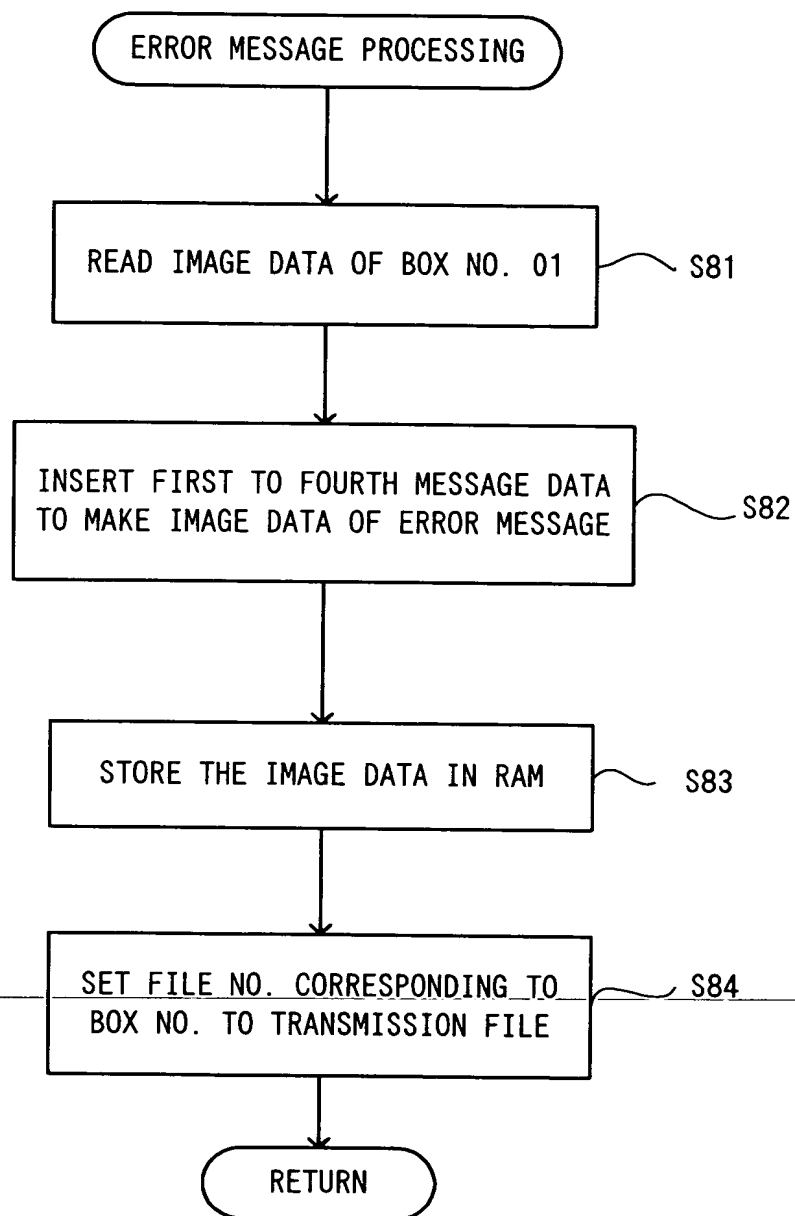 ERROR MESSAGE PROCESSING
READ IMAGE DATA OF BOX NO. 01
S81
INSERT FIRST TO FOURTH MESSAGE DATA
TO MAKE IMAGE DATA OF ERROR MESSAGE
S82
STORE THE IMAGE DATA IN RAM
S83
SET FILE NO. CORRESPONDING TO
BOX NO. TO TRANSMISSION FILE
S84
RETURN